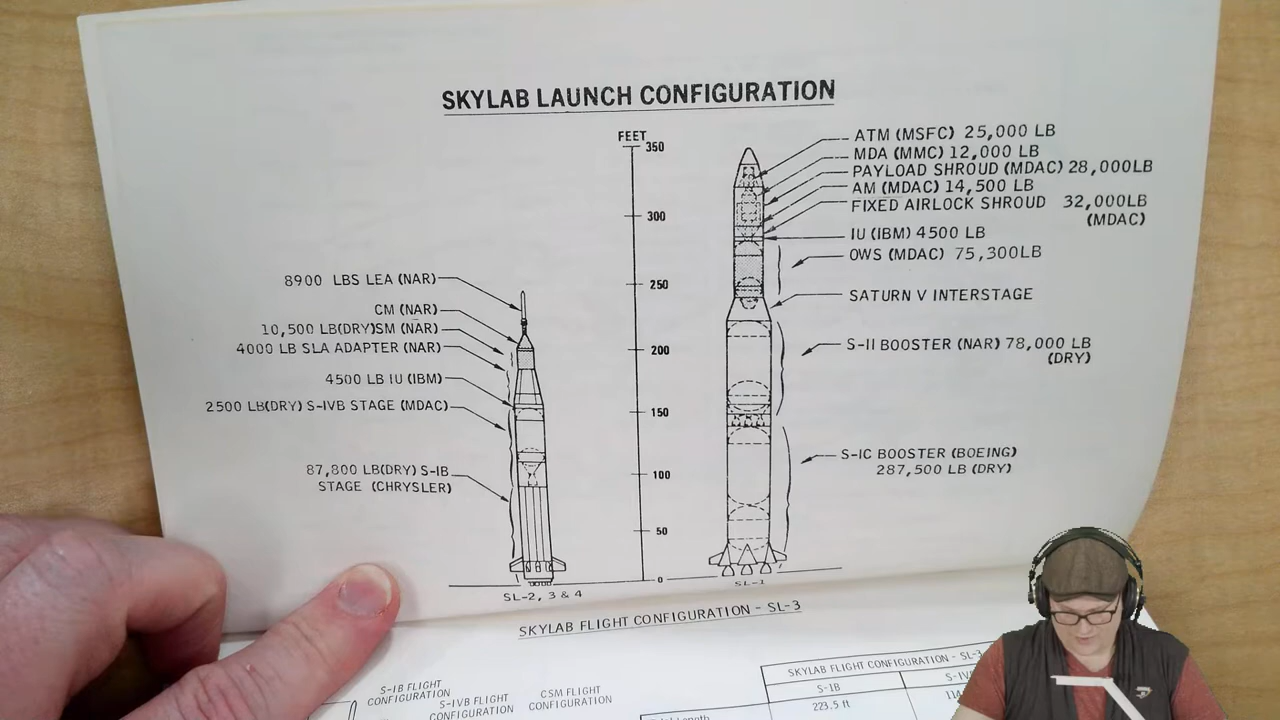 SKYLAB LAUNCH CONFIGURATION
FEET
350
300
250
200
150
100
50
0
8900 LBS LEA (NAR)
CM (NAR)
10,500 LB(DRY)SM (NAR)
4000 LB SLA ADAPTER (NAR)
4500 LB IU (IBM)
2500 LB(DRY) S-IVB STAGE (MDAC)
87,800 LB(DRY) S-IB
STAGE (CHRYSLER)
SL-2, 3 & 4
ATM (MSFC) 25,000 LB
MDA (MMC) 12,000 LB
PAYLOAD SHROUD (MDAC) 28,000LB
AM (MDAC) 14,500 LB
FIXED AIRLOCK SHROUD 32,000LB
(MDAC)
IU (IBM) 4500 LB
OWS (MDAC) 75,300LB
SATURN V INTERSTAGE
S-II BOOSTER (NAR) 78,000 LB
(DRY)
S-IC BOOSTER (BOEING)
287,500 LB (DRY)
SL-1
SKYLAB FLIGHT CONFIGURATION - SL-3
S-IB FLIGHT
CONFIGURATION
S-IVB FLIGHT
CONFIGURATION
CSM FLIGHT
CONFIGURATION
SKYLAB FLIGHT CONFIGURATION - SL-3
S-IB
223.5 ft